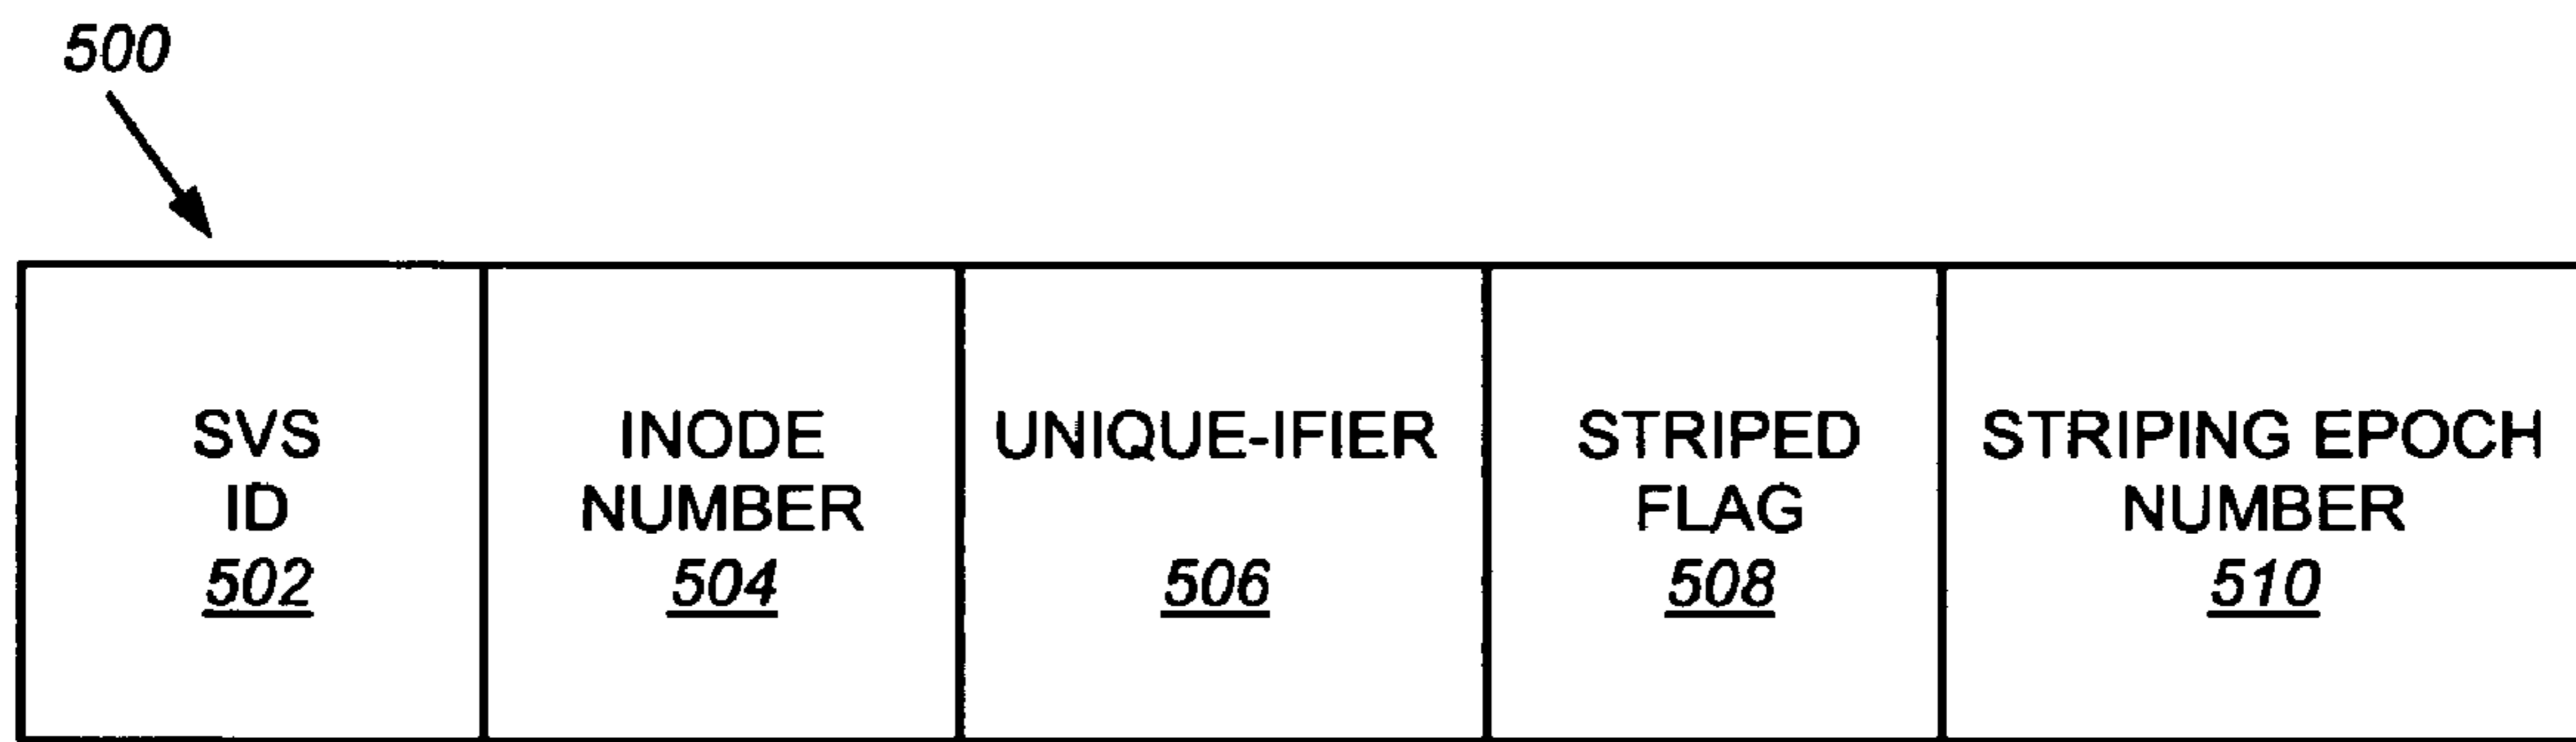 500
SVS
ID
502
INODE
NUMBER
504
UNIQUE-IFIER
506
STRIPED
FLAG
508
STRIPING EPOCH
NUMBER
510